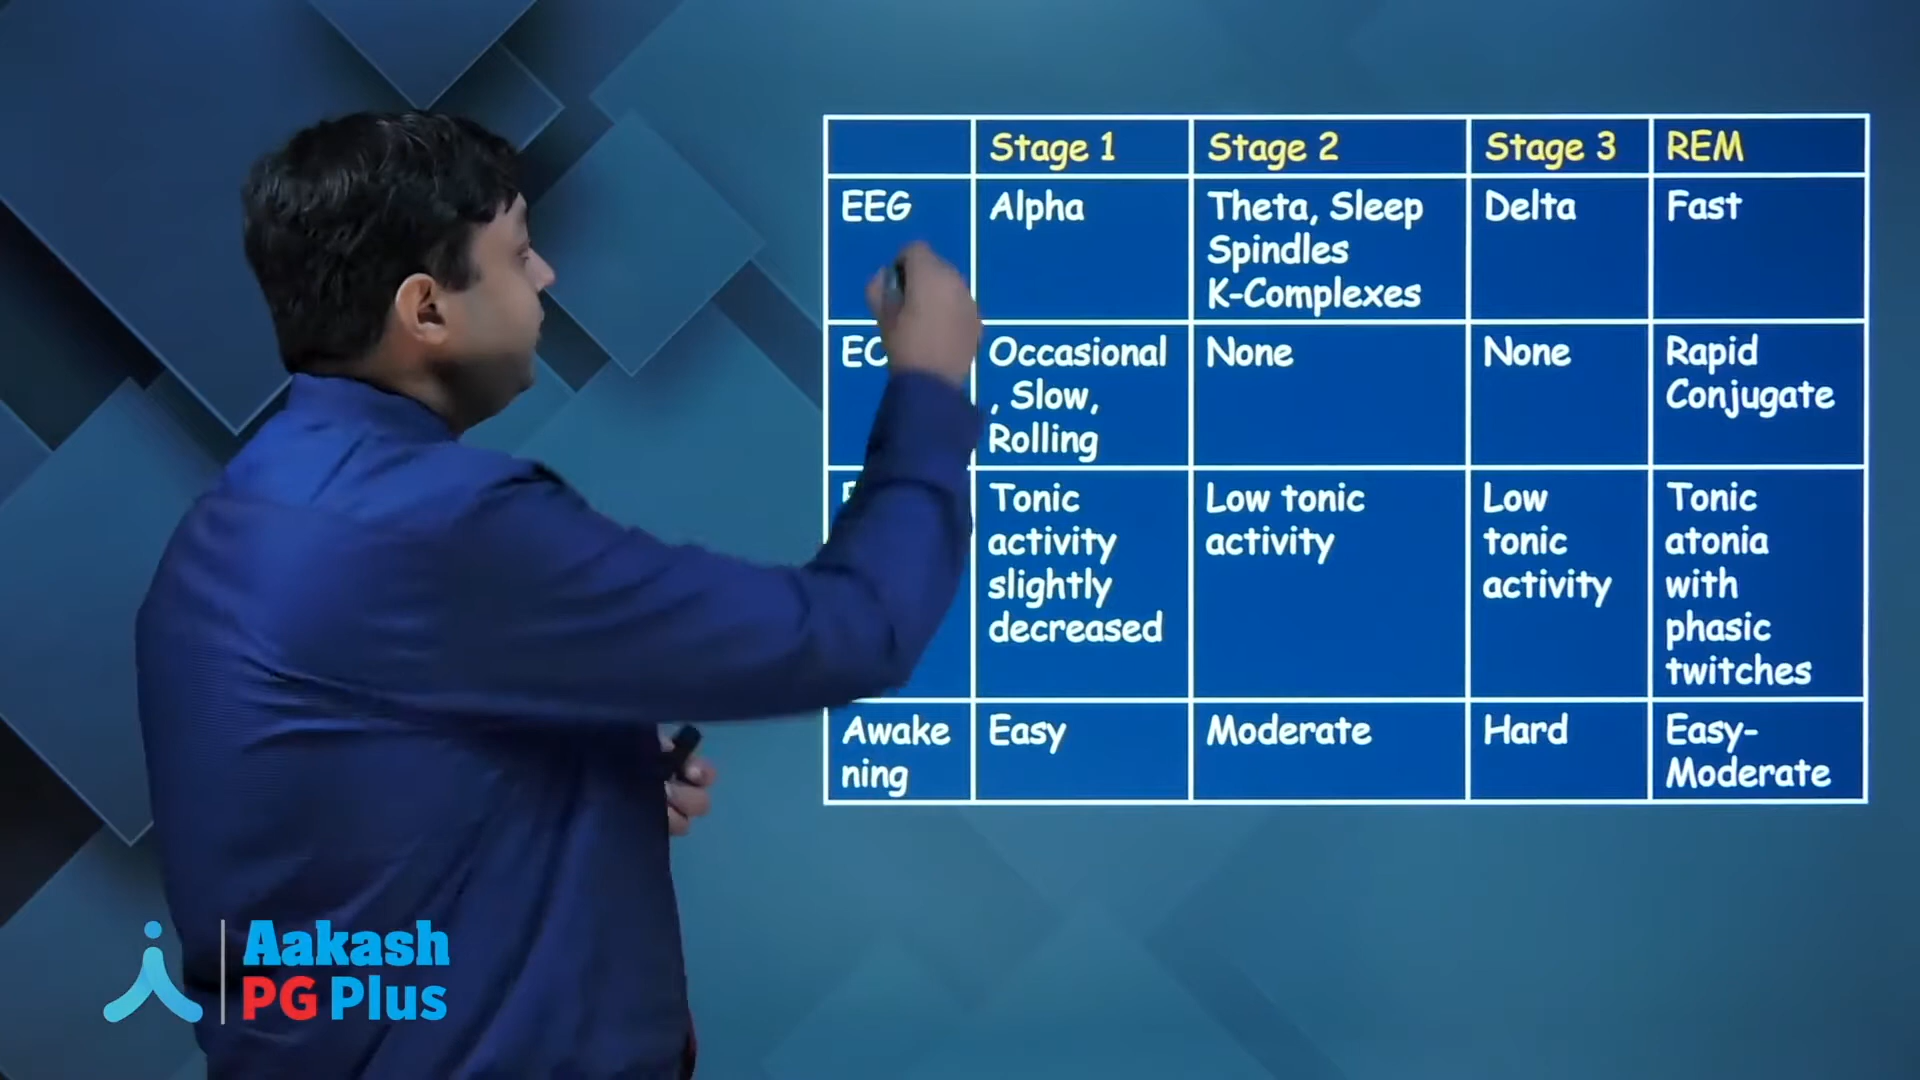 Stage 1 Stage 2 Stage 3 REM
EEG Alpha Theta, Sleep Delta Fast
Spindles
K-Complexes
Occasional None None Rapid
, Slow, Conjugate
Rolling
Tonic Low tonic Low Tonic
activity activity tonic atonia
slightly activity with
decreased phasic
twitches
Awake Easy Moderate Hard Easy-
ning Moderate
Aakash
PG Plus